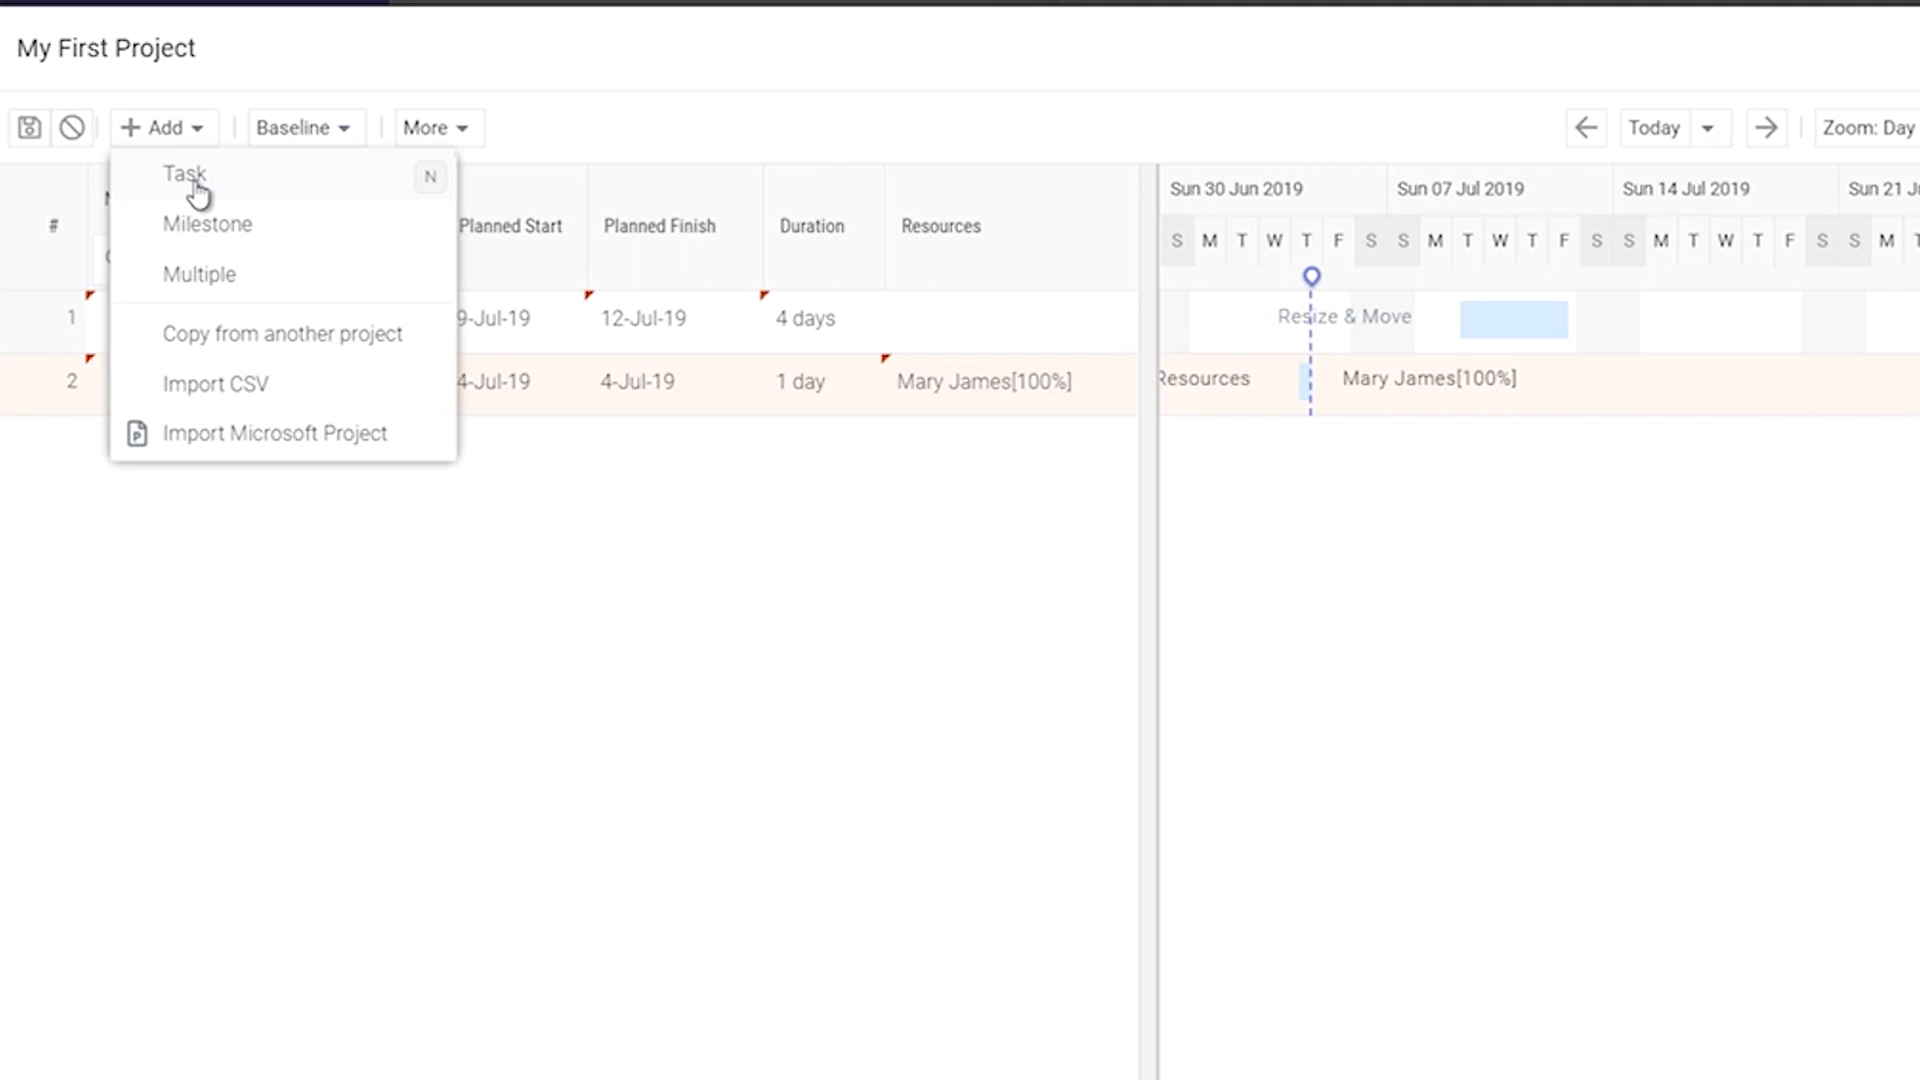 My First Project
Add
Baseline
More
Today
Zoom: Day
Task
N
Milestone
Multiple
Copy from another project
Import CSV
Import Microsoft Project
#
Planned Start
Planned Finish
Duration
Resources
Sun 30 Jun 2019
Sun 07 Jul 2019
Sun 14 Jul 2019
Sun 21
S M T W T F S S M T W T F S S M T W T F S S M
1
9-Jul-19
12-Jul-19
4 days
Resize & Move
2
4-Jul-19
4-Jul-19
1 day
Mary James[100%]
Resources
Mary James[100%]